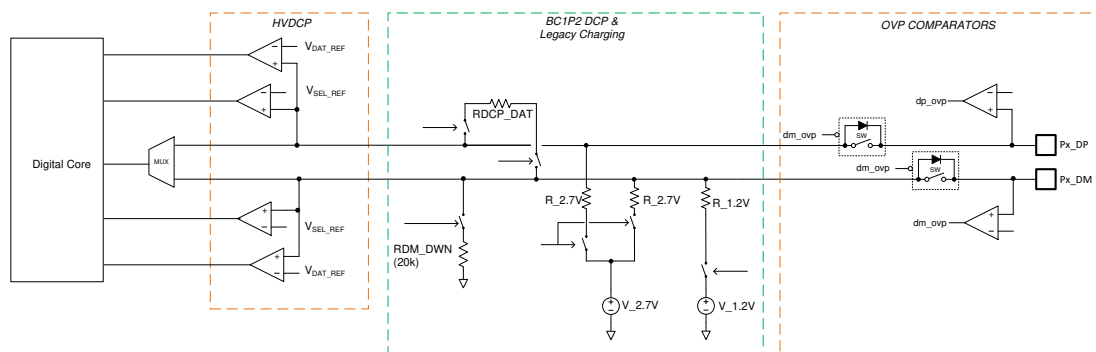 HVDCP
BC1P2 DCP &
Legacy Charging
OVP COMPARATORS
Digital Core
MUX
VDAT_REF
VSEL_REF
VSEL_REF
VDAT_REF
RDCP_DAT
RDM_DWN
(20k)
R_2.7V
R_2.7V
R_1.2V
V_2.7V
V_1.2V
dp_ovp
dm_ovp
SW
dm_ovp
SW
dm_ovp
Px_DP
Px_DM